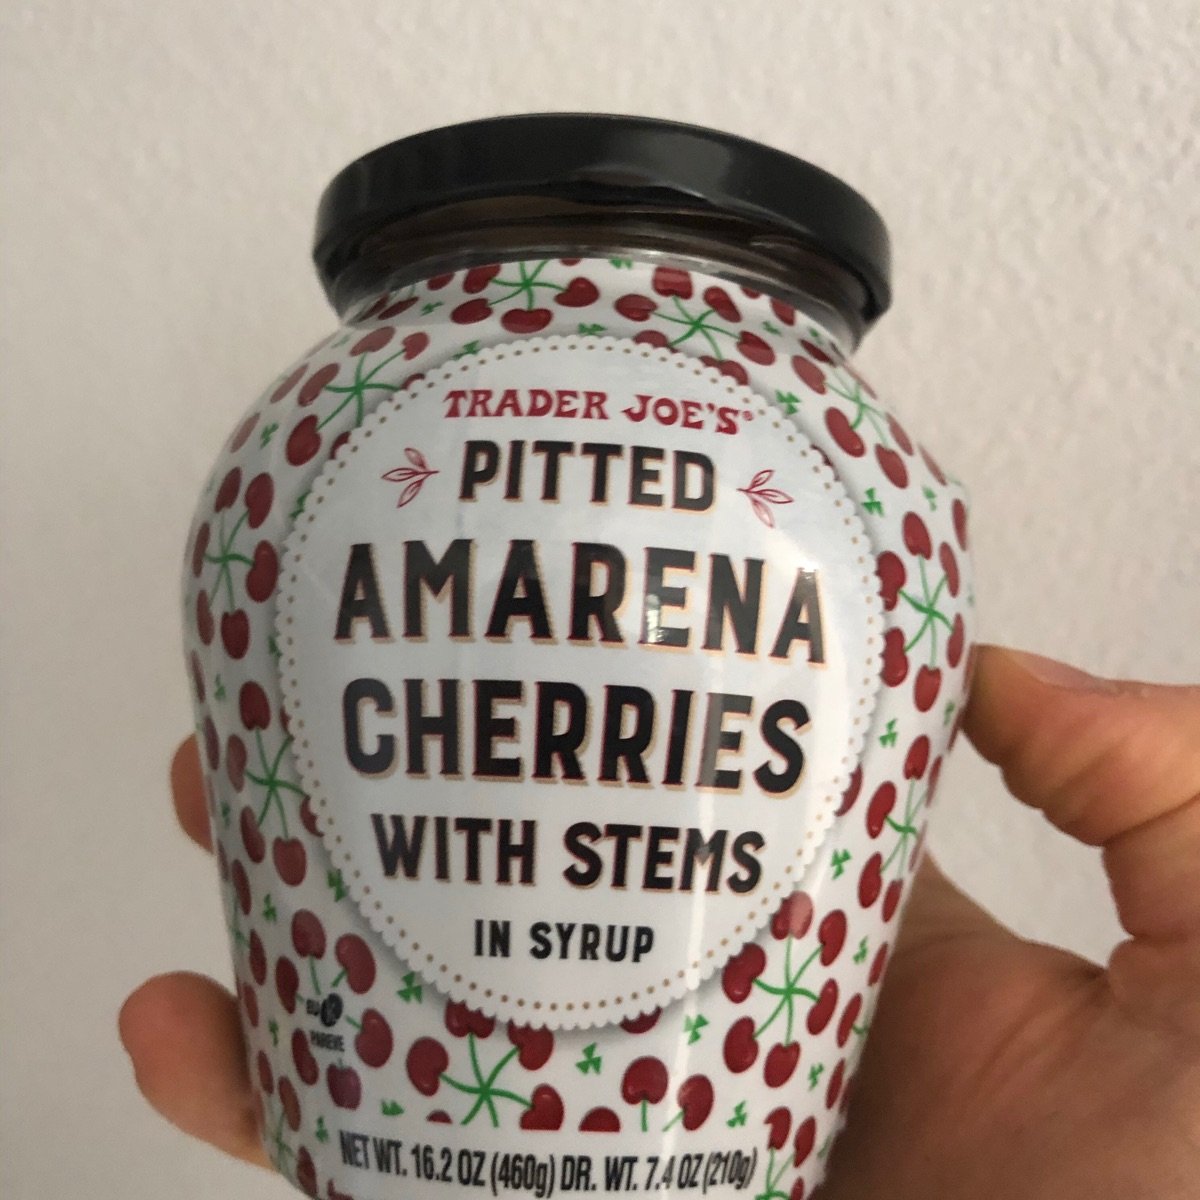 TRADER JOE'S®
PITTED
AMARENA
CHERRIES
WITH STEMS
IN SYRUP
PAREVE
NET WT. 16.2 OZ (460g) DR. WT. 7.4 OZ (210g)